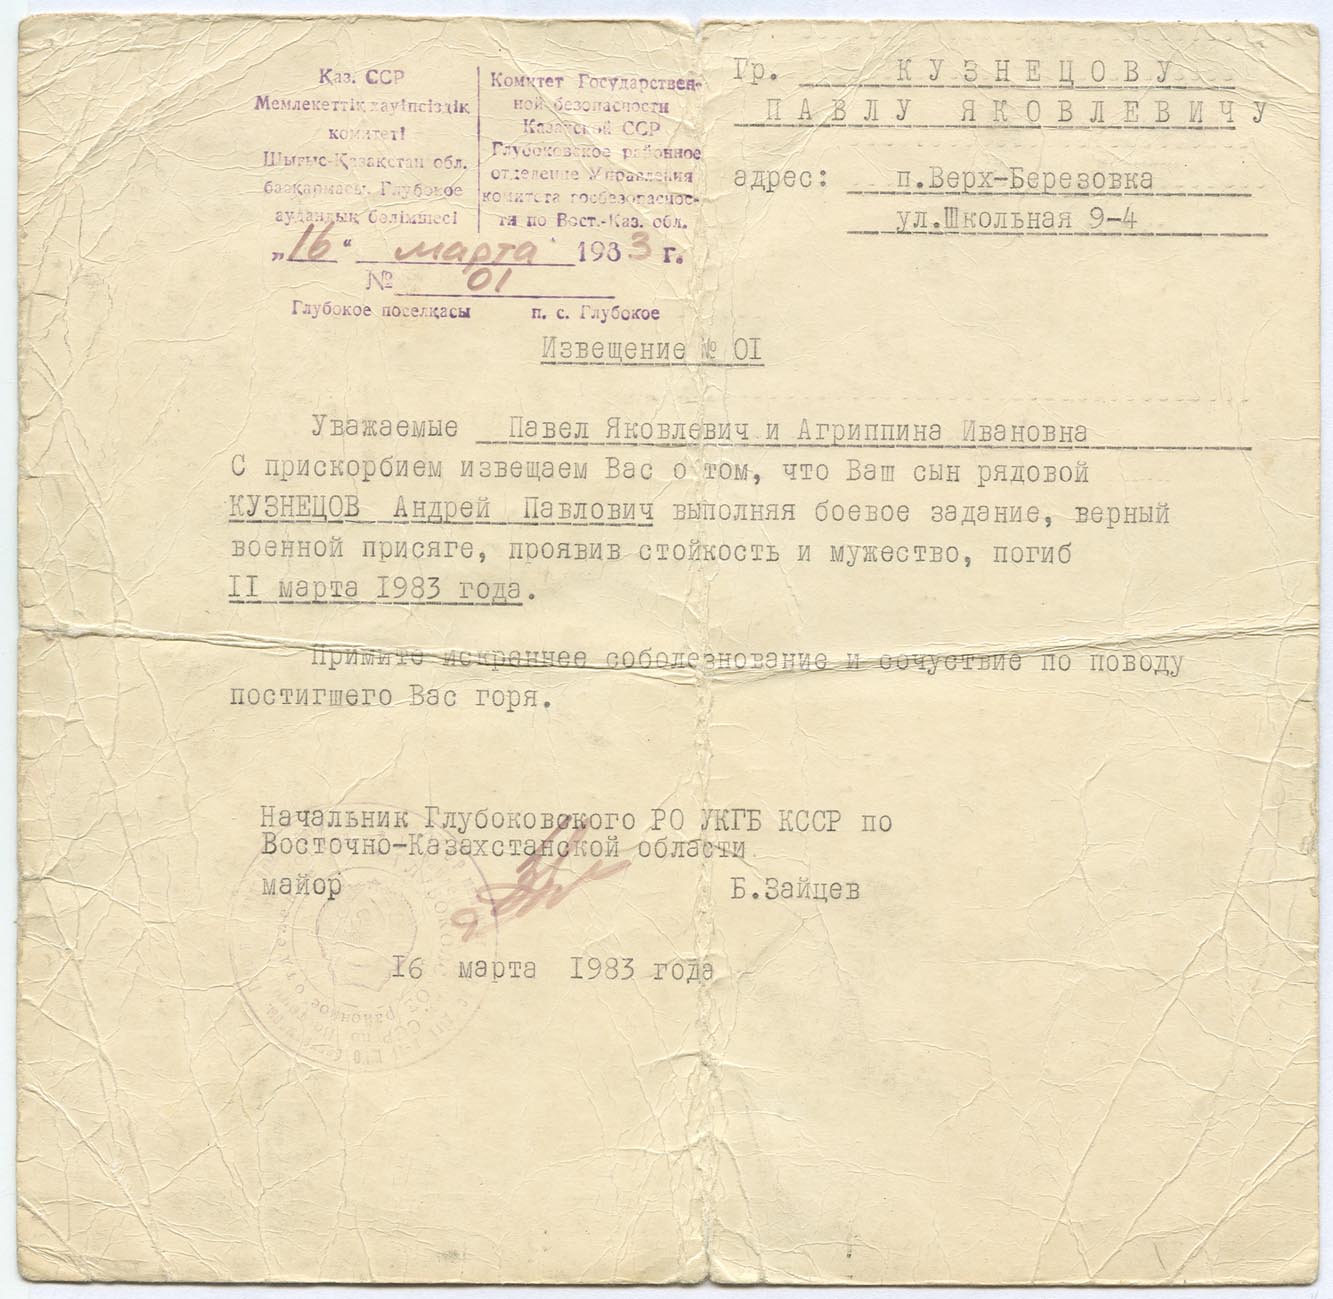 Қаз. ССР
Мемлекеттік қауіпсіздік
комитеті
Шығыс-Қазақстан обл.
басқармасы Глубокое
аудандық бөлімшесі
Комитет Государствен-
ной безопасности
Казахской ССР
Глубоковское районное
отделение Управления
комитета госбезопаснос-
ти по Вост.-Каз. обл.
„16“ марта 1983 г.
№ 01
Глубокое поселкасы п. с. Глубокое
Гр. КУЗНЕЦОВУ
ПАВЛУ ЯКОВЛЕВИЧУ
адрес: п.Верх-Березовка
ул.Школьная 9-4
Извещение № 01
Уважаемые Павел Яковлевич и Агриппина Ивановна
С прискорбием извещаем Вас о том, что Ваш сын рядовой
КУЗНЕЦОВ Андрей Павлович выполняя боевое задание, верный
военной присяге, проявив стойкость и мужество, погиб
II марта 1983 года.
Примите искреннее соболезнование и сочуствие по поводу
постигшего Вас горя.
Начальник Глубоковского РО УКГБ КССР по
Восточно-Казахстанской области
майор Б.Зайцев
16 марта 1983 года